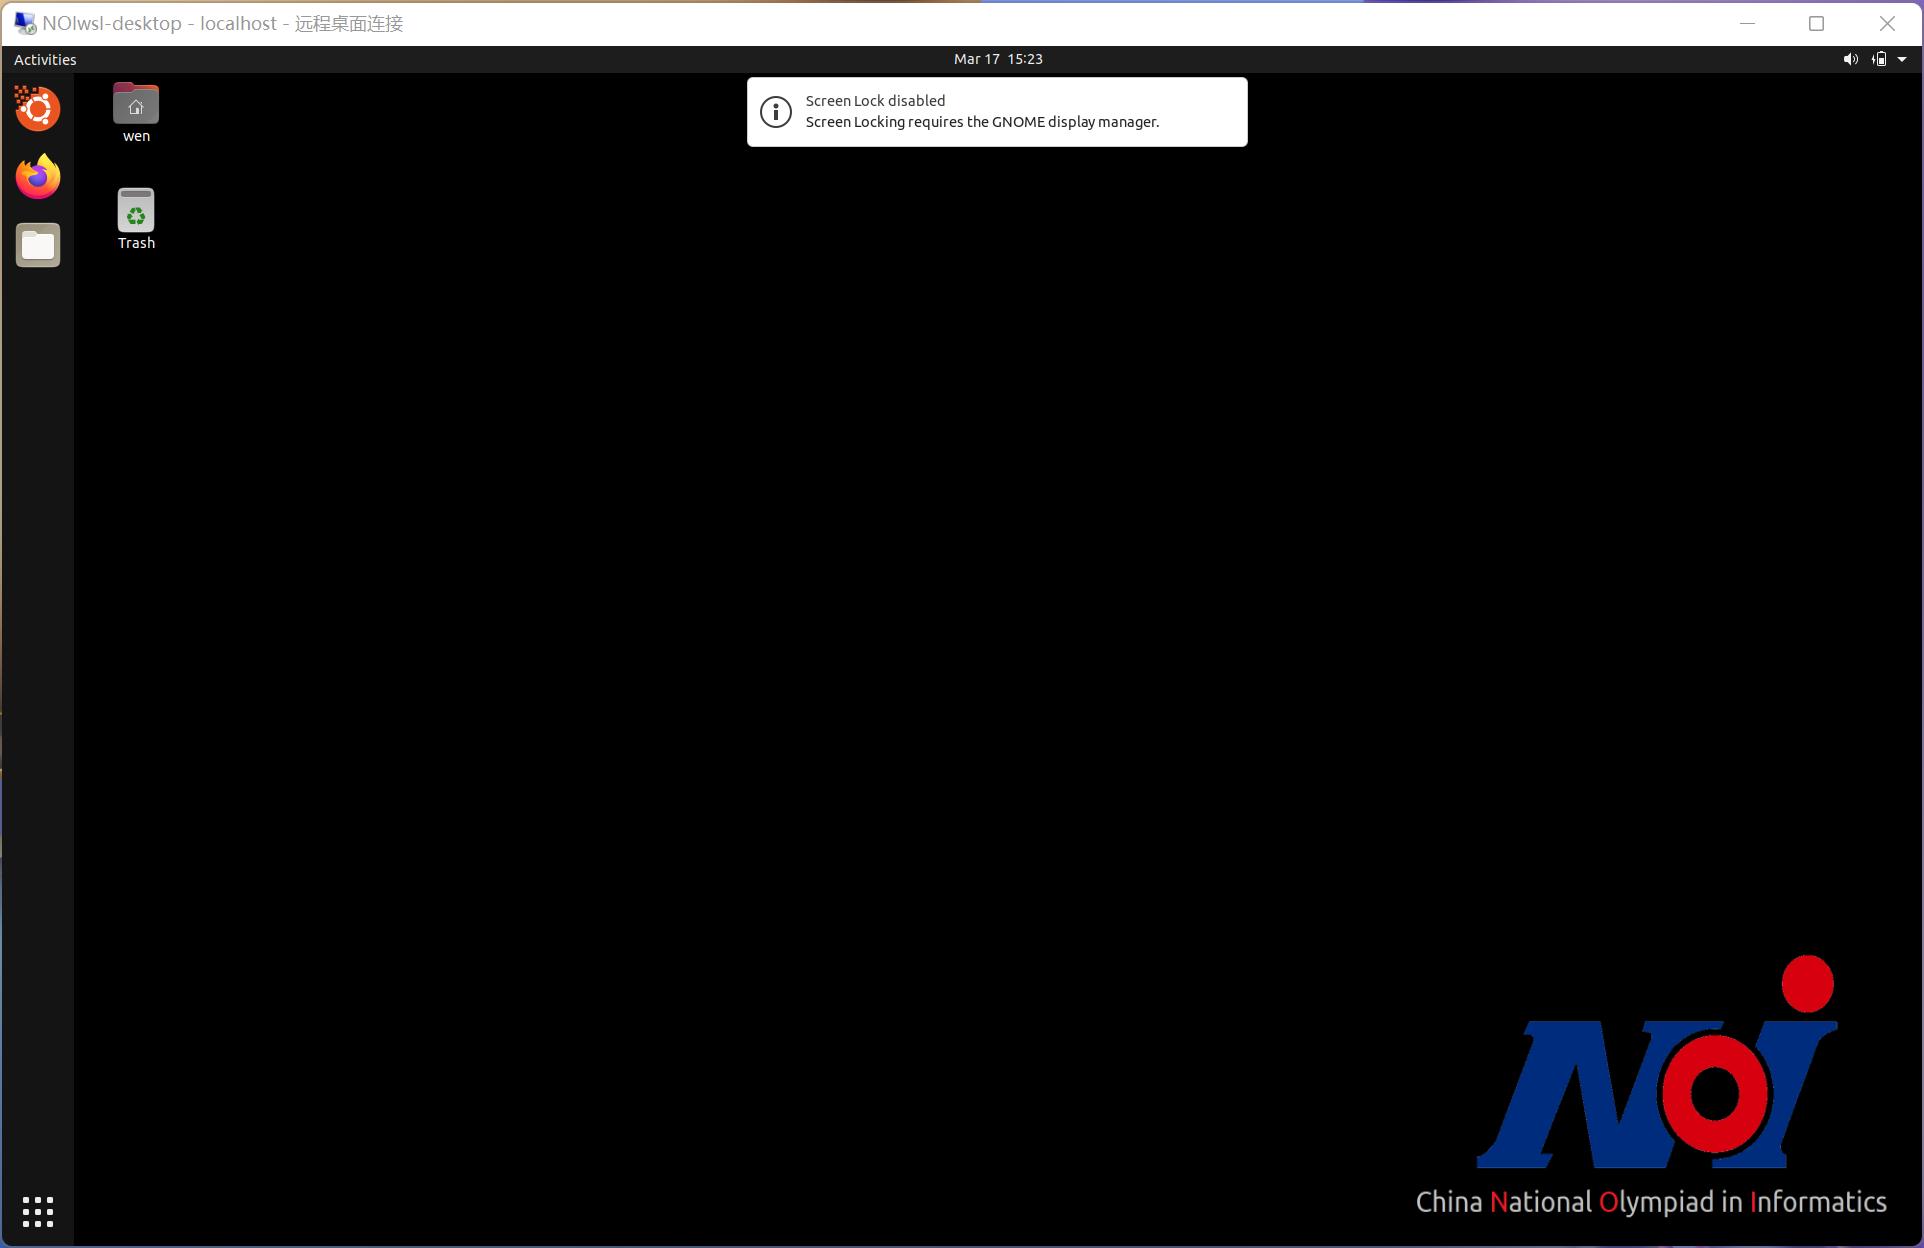 NOIwsl-desktop - localhost - 远程桌面连接
Activities
Mar 17 15:23
Screen Lock disabled
Screen Locking requires the GNOME display manager.
wen
Trash
NOI
China National Olympiad in Informatics